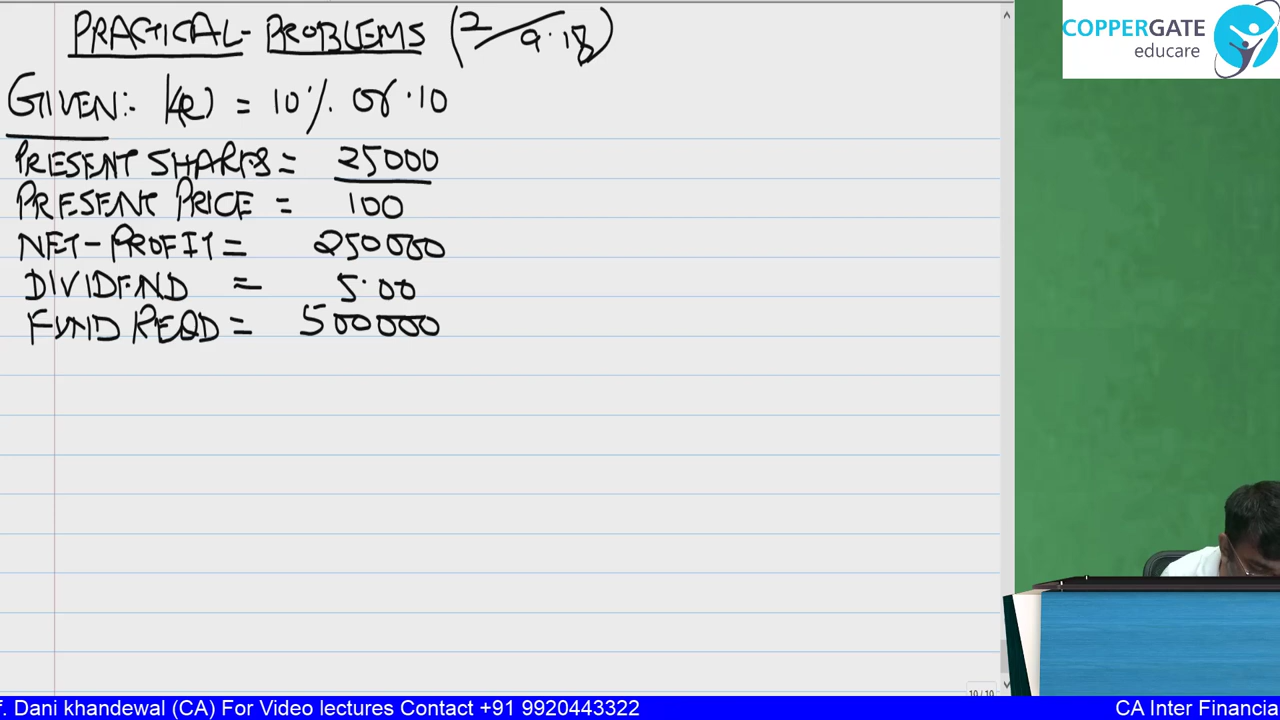 PRACTICAL- PROBLEMS (2/9.18)
COPPERGATE
educare
GIVEN:- (Ke) = 10% or .10
PRESENT SHARES = 25000
PRESENT PRICE = 100
NET-PROFIT = 250000
DIVIDEND = 5.00
FUND REQD = 500000
10 / 10
f. Dani khandewal (CA) For Video lectures Contact +91 9920443322
CA Inter Financia